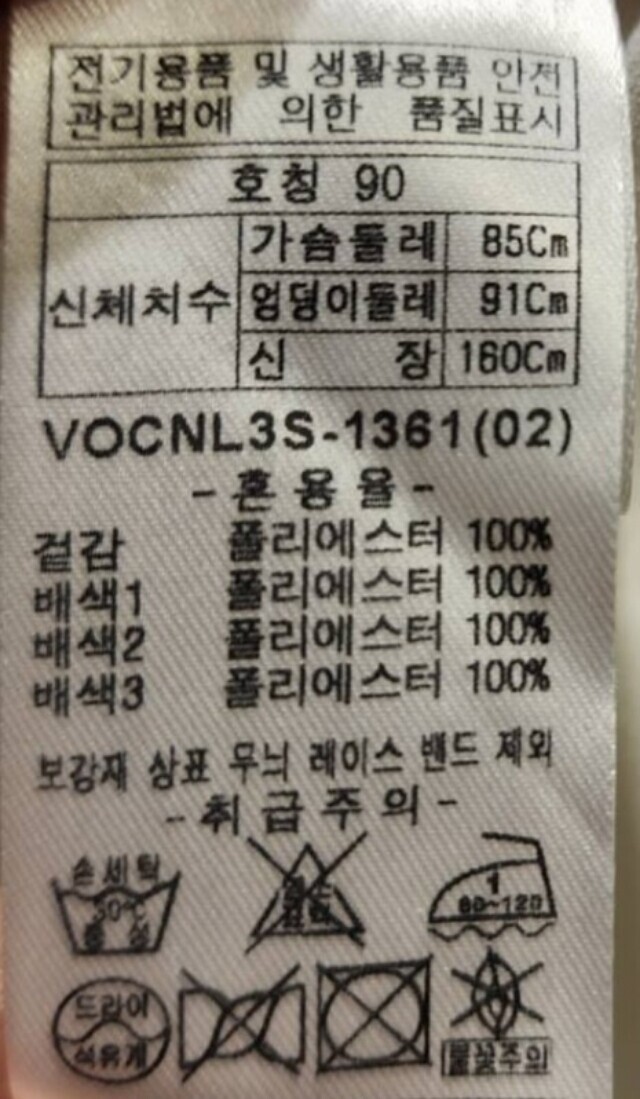 전기용품 및 생활용품 안전
관리법에 의한 품질표시
호칭 90
신체치수
가슴둘레 85Cm
엉덩이둘레 91Cm
신 장 160Cm
VOCNL3S-1361(02)
-혼용율-
겉감 폴리에스터 100%
배색1 폴리에스터 100%
배색2 폴리에스터 100%
배색3 폴리에스터 100%
보강재 상표 무늬 레이스 밴드 제외
-취급주의-
손세탁
30℃
중 성
1
80~120
드라이
석유계
불꽃주의